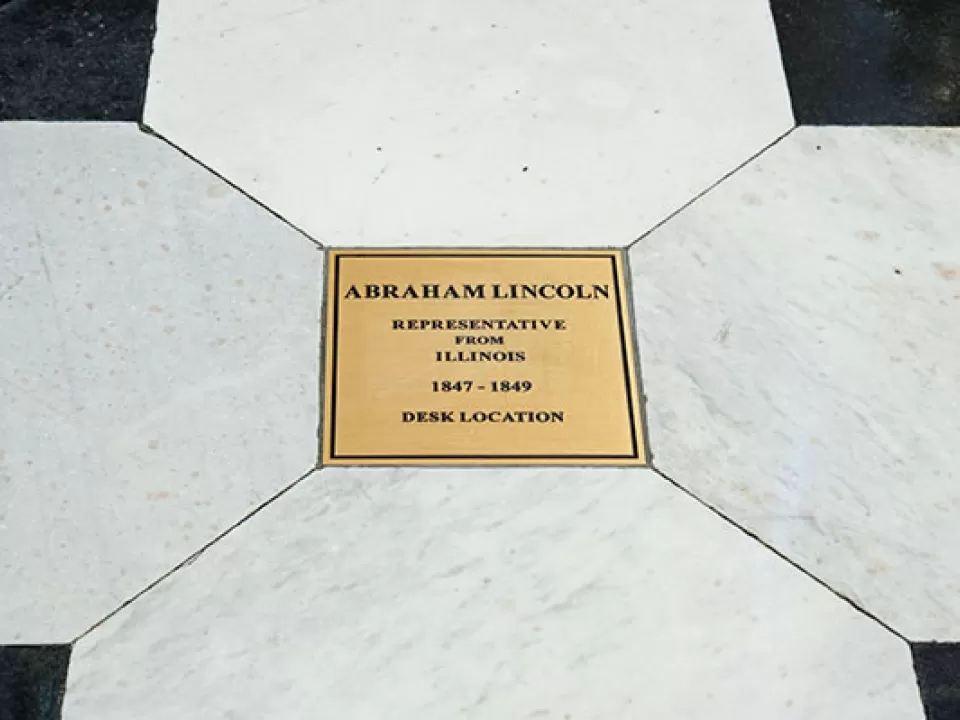 ABRAHAM LINCOLN
REPRESENTATIVE
FROM
ILLINOIS
1847 - 1849
DESK LOCATION